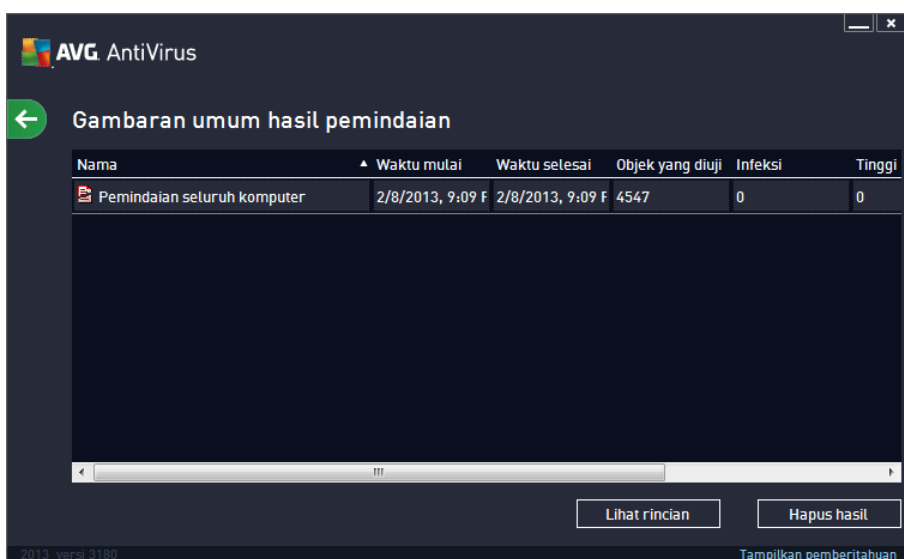 AVG. AntiVirus
Gambaran umum hasil pemindaian
Nama Waktu mulai Waktu selesai Objek yang diuji Infeksi Tinggi
Pemindaian seluruh komputer 2/8/2013, 9:09 2/8/2013, 9:09 4547 0 0
Lihat rincian Hapus hasil
2013 versi 3180 Tampilkan pemberitahuan